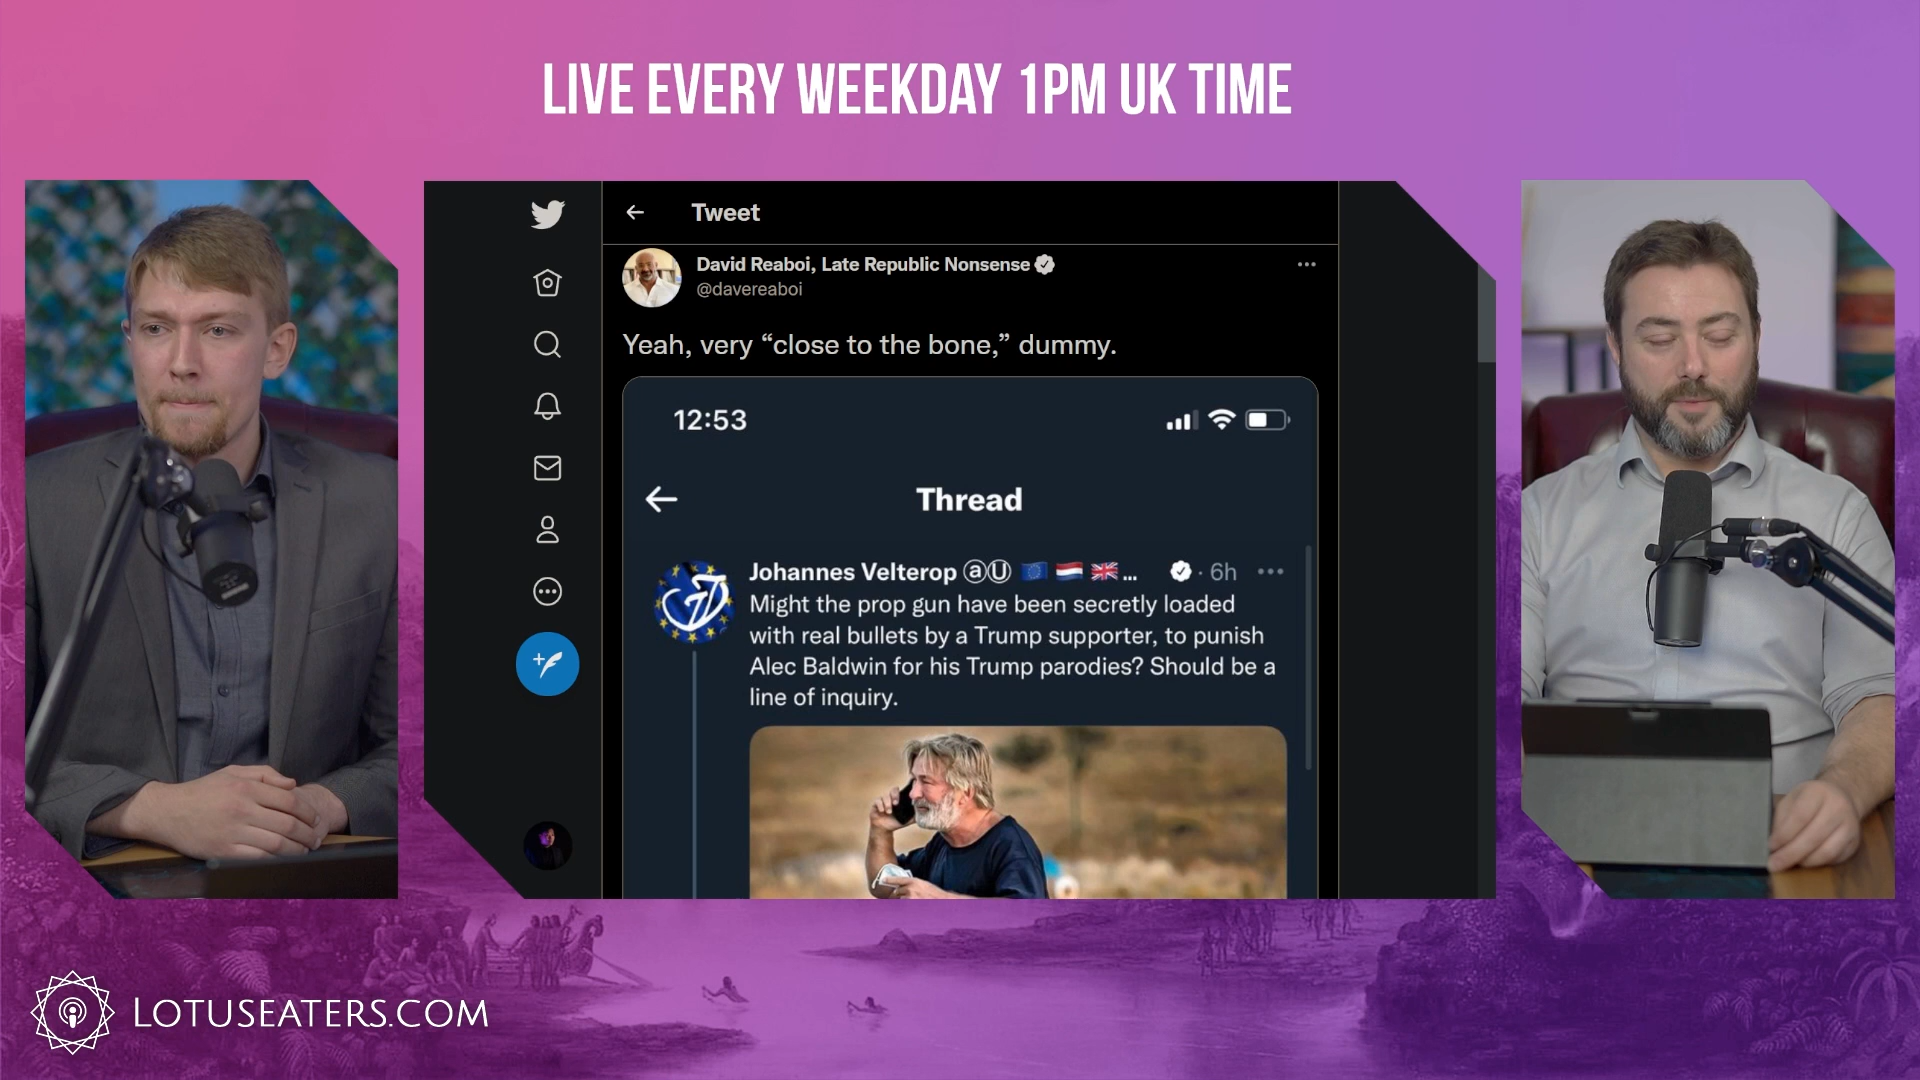 LIVE EVERY WEEKDAY 1PM UK TIME
Tweet
David Reaboi, Late Republic Nonsense
@davereaboi
Yeah, very “close to the bone,” dummy.
12:53
Thread
Johannes Velterop ⓐⓊ 🇪🇺 🇳🇱 🇬🇧 ... · 6h
Might the prop gun have been secretly loaded
with real bullets by a Trump supporter, to punish
Alec Baldwin for his Trump parodies? Should be a
line of inquiry.
LOTUSEATERS.COM